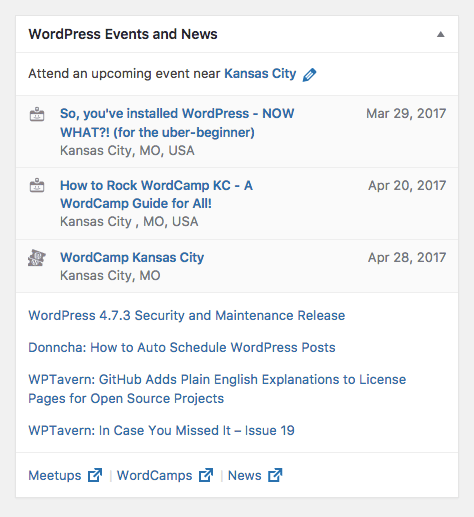 WordPress Events and News
Attend an upcoming event near Kansas City
So, you've installed WordPress - NOW
WHAT?! (for the uber-beginner)
Mar 29, 2017
Kansas City, MO, USA
How to Rock WordCamp KC - A
WordCamp Guide for All!
Apr 20, 2017
Kansas City , MO, USA
WordCamp Kansas City
Apr 28, 2017
Kansas City, MO
WordPress 4.7.3 Security and Maintenance Release
Donncha: How to Auto Schedule WordPress Posts
WPTavern: GitHub Adds Plain English Explanations to License
Pages for Open Source Projects
WPTavern: In Case You Missed It – Issue 19
Meetups | WordCamps | News